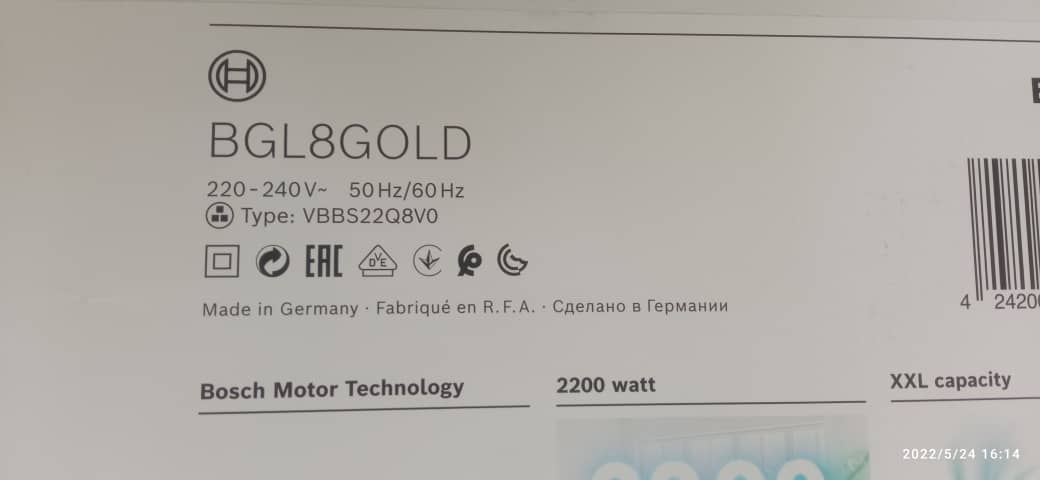 BGL8GOLD
220-240V~ 50Hz/60Hz
Type: VBBS22Q8V0
EAC
DVE
Made in Germany · Fabriqué en R.F.A. · Сделано в Германии
4 24200
Bosch Motor Technology
2200 watt
XXL capacity
2022/5/24 16:14